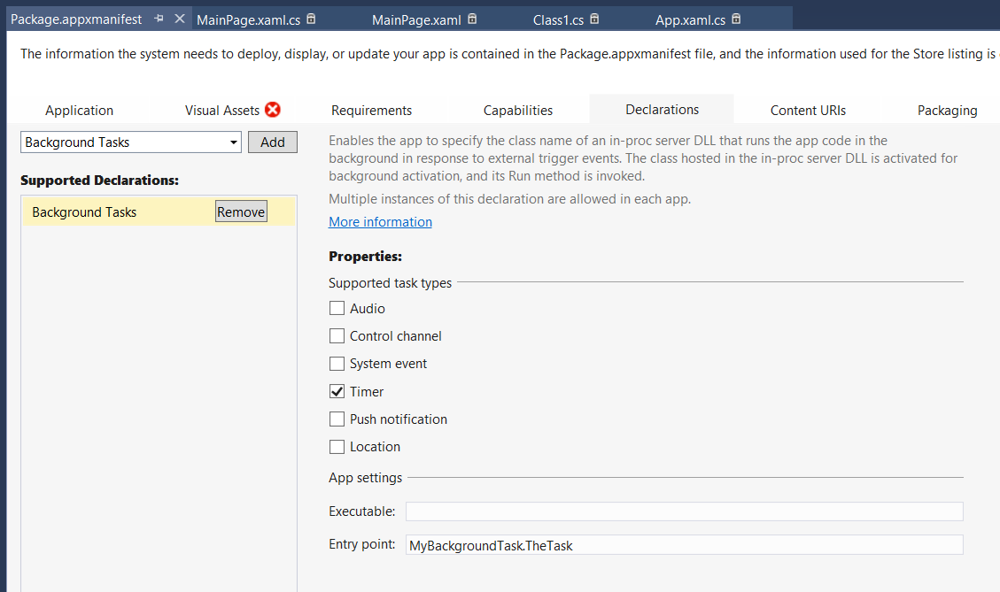 Package.appxmanifest MainPage.xaml.cs MainPage.xaml Class1.cs App.xaml.cs
The information the system needs to deploy, display, or update your app is contained in the Package.appxmanifest file, and the information used for the Store listing is
Application Visual Assets Requirements Capabilities Declarations Content URIs Packaging
Background Tasks Add
Supported Declarations:
Background Tasks Remove
Enables the app to specify the class name of an in-proc server DLL that runs the app code in the
background in response to external trigger events. The class hosted in the in-proc server DLL is activated for
background activation, and its Run method is invoked.
Multiple instances of this declaration are allowed in each app.
More information
Properties:
Supported task types
Audio
Control channel
System event
Timer
Push notification
Location
App settings
Executable:
Entry point: MyBackgroundTask.TheTask